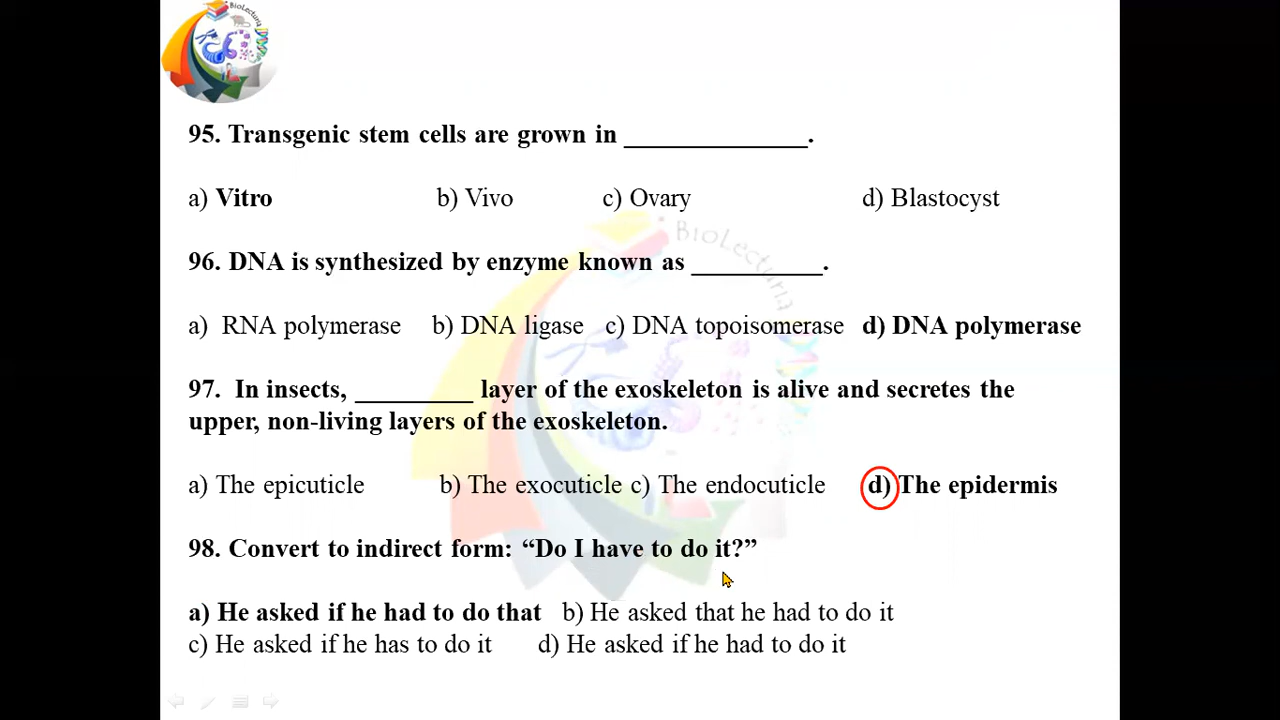 BioLecturia
95. Transgenic stem cells are grown in ______________.
a) Vitro b) Vivo c) Ovary d) Blastocyst
BioLecturia
96. DNA is synthesized by enzyme known as __________.
a) RNA polymerase b) DNA ligase c) DNA topoisomerase d) DNA polymerase
97. In insects, _________ layer of the exoskeleton is alive and secretes the
upper, non-living layers of the exoskeleton.
a) The epicuticle b) The exocuticle c) The endocuticle d) The epidermis
98. Convert to indirect form: “Do I have to do it?”
a) He asked if he had to do that b) He asked that he had to do it
c) He asked if he has to do it d) He asked if he had to do it